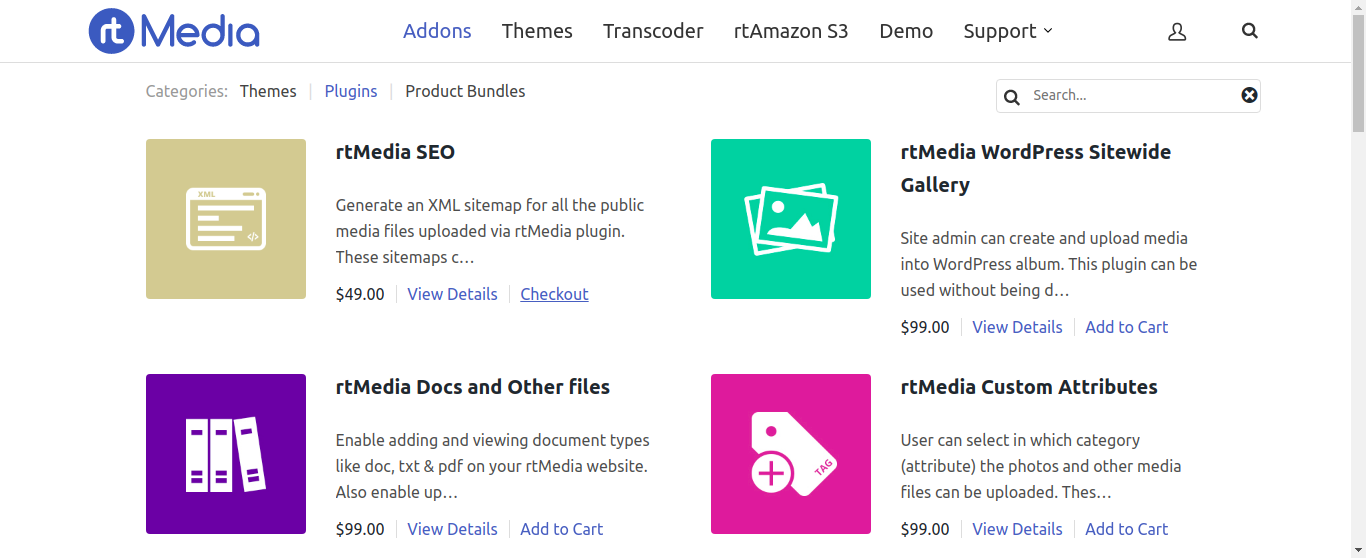 rtMedia
Addons Themes Transcoder rtAmazon S3 Demo Support
Categories: Themes | Plugins | Product Bundles
Search...
XML
</>
rtMedia SEO
Generate an XML sitemap for all the public
media files uploaded via rtMedia plugin.
These sitemaps c…
$49.00 View Details Checkout
rtMedia WordPress Sitewide
Gallery
Site admin can create and upload media
into WordPress album. This plugin can be
used without being d…
$99.00 View Details Add to Cart
rtMedia Docs and Other files
Enable adding and viewing document types
like doc, txt & pdf on your rtMedia website.
Also enable up…
$99.00 View Details Add to Cart
TAG
rtMedia Custom Attributes
User can select in which category
(attribute) the photos and other media
files can be uploaded. Thes…
$99.00 View Details Add to Cart